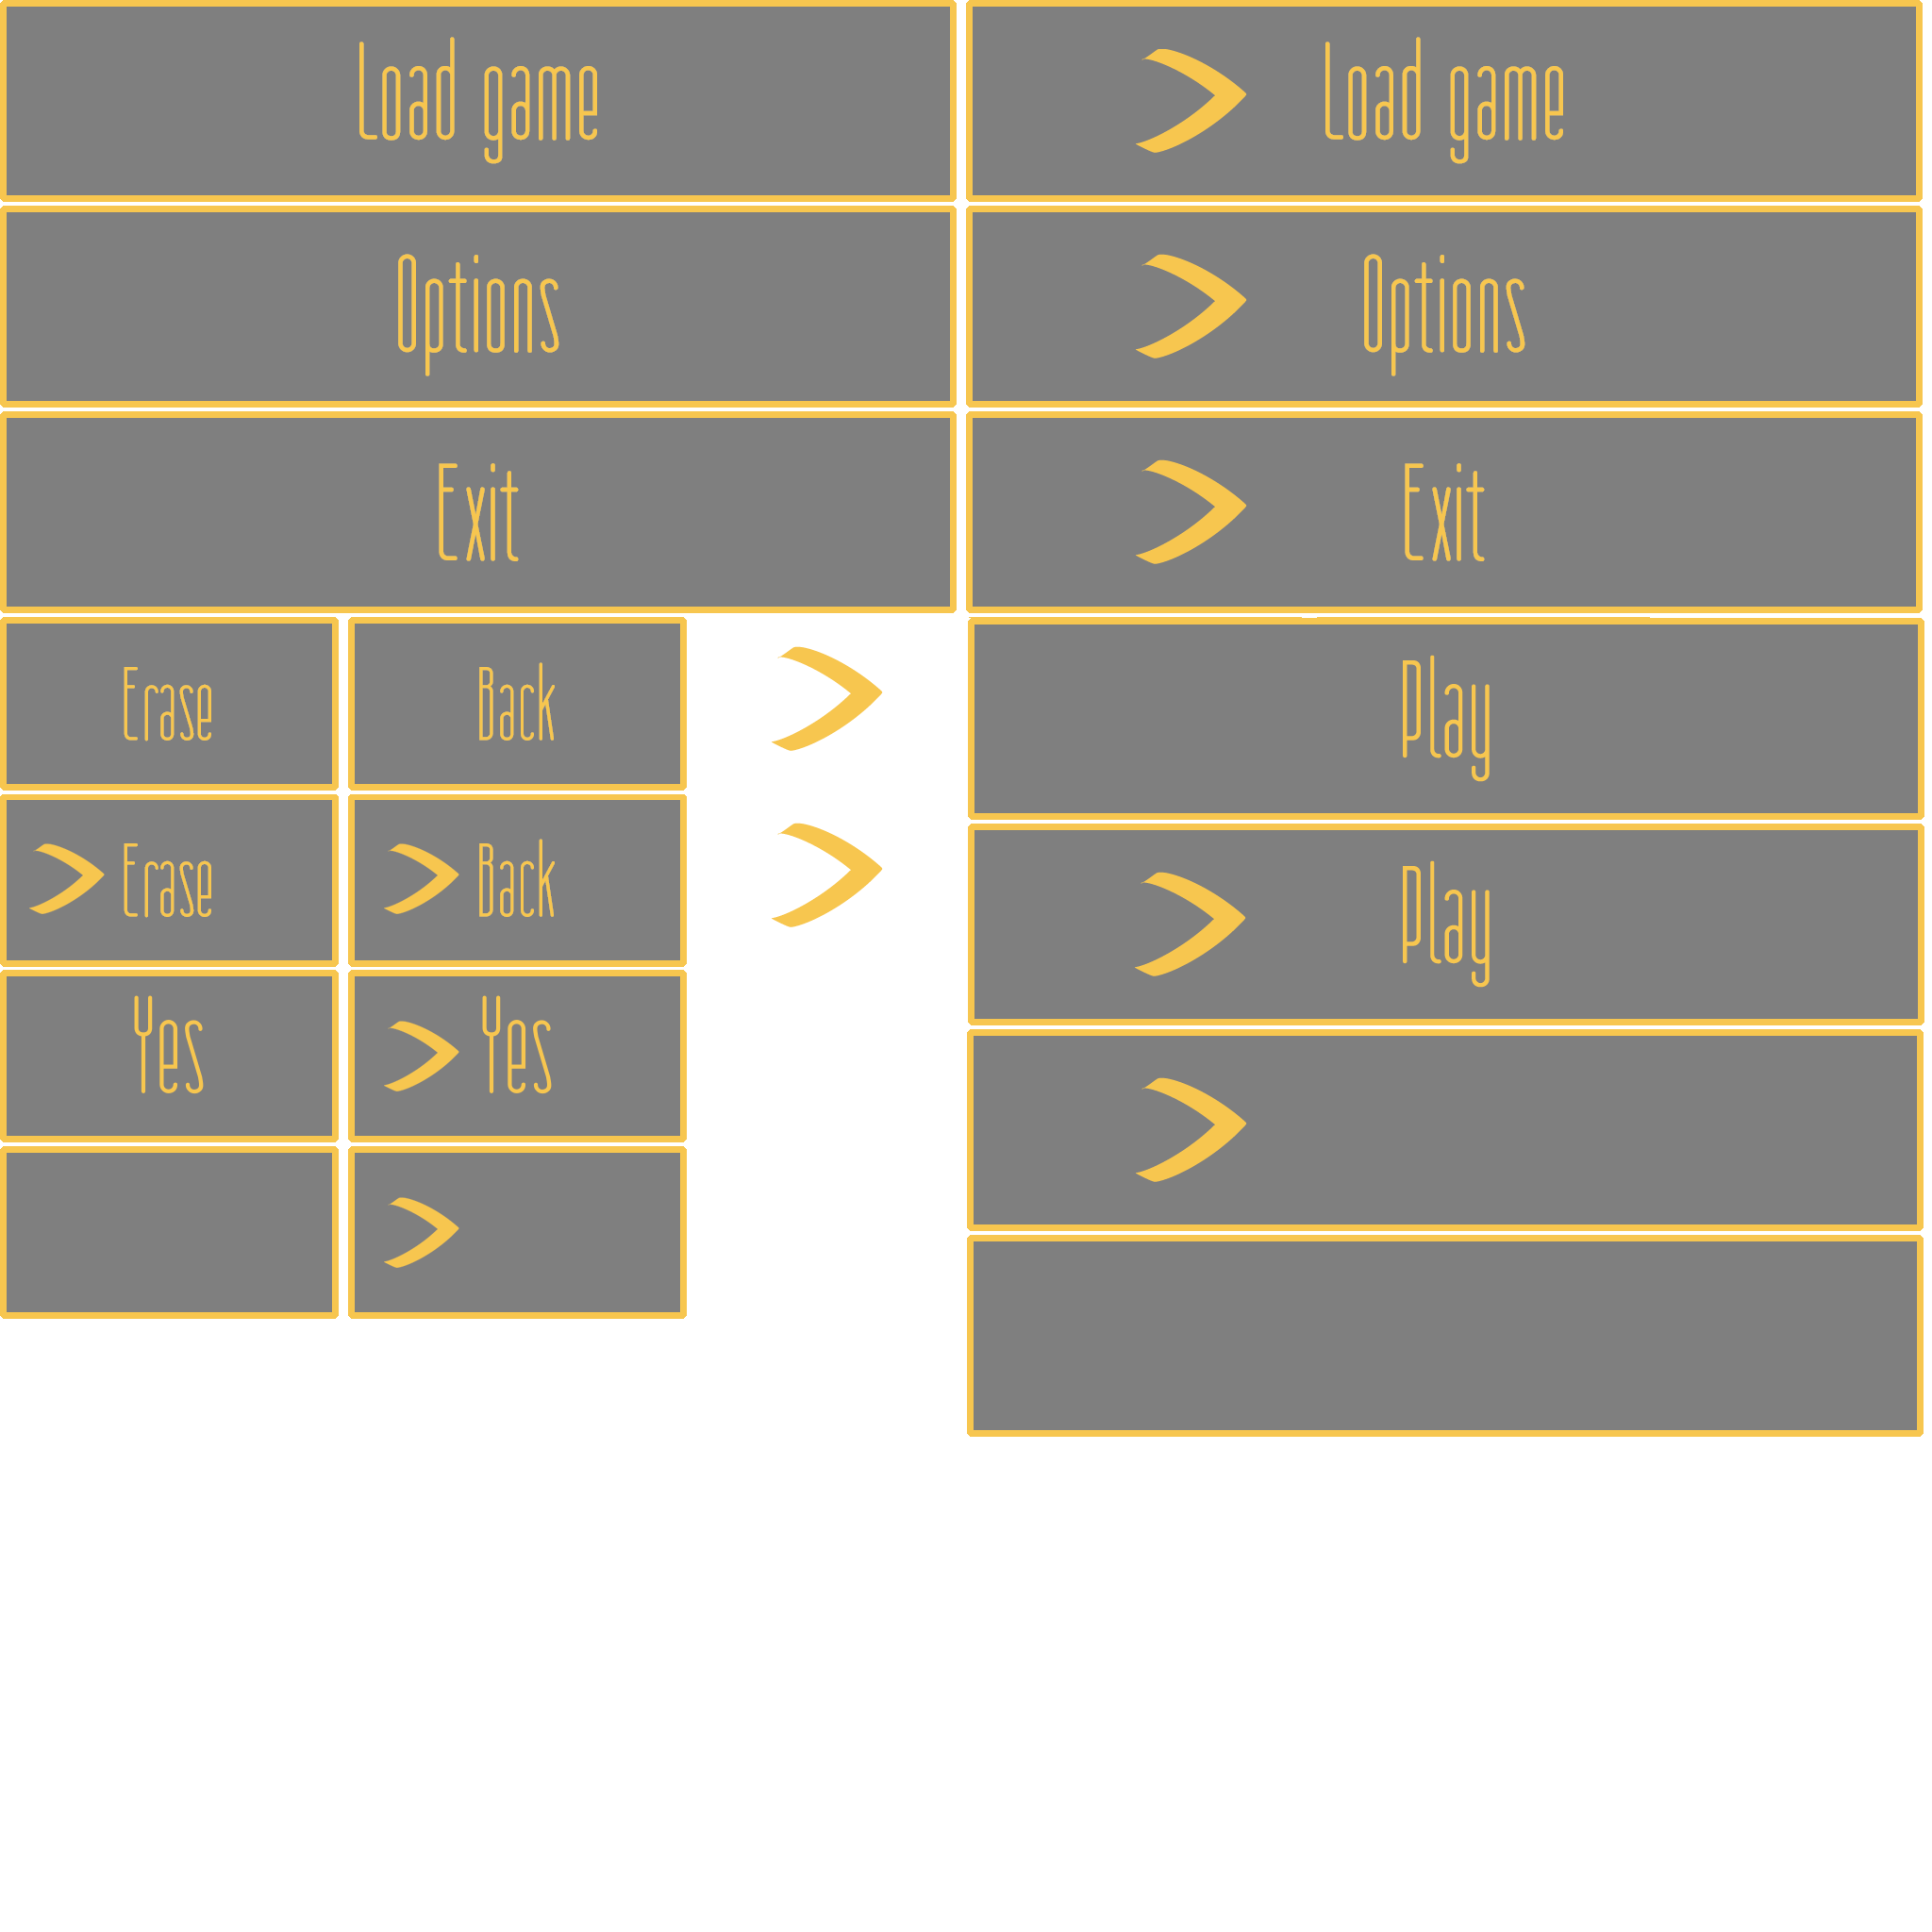 Load game
Load game
Options
Options
Exit
Exit
Erase
Back
Play
Erase
Back
Play
Yes
Yes